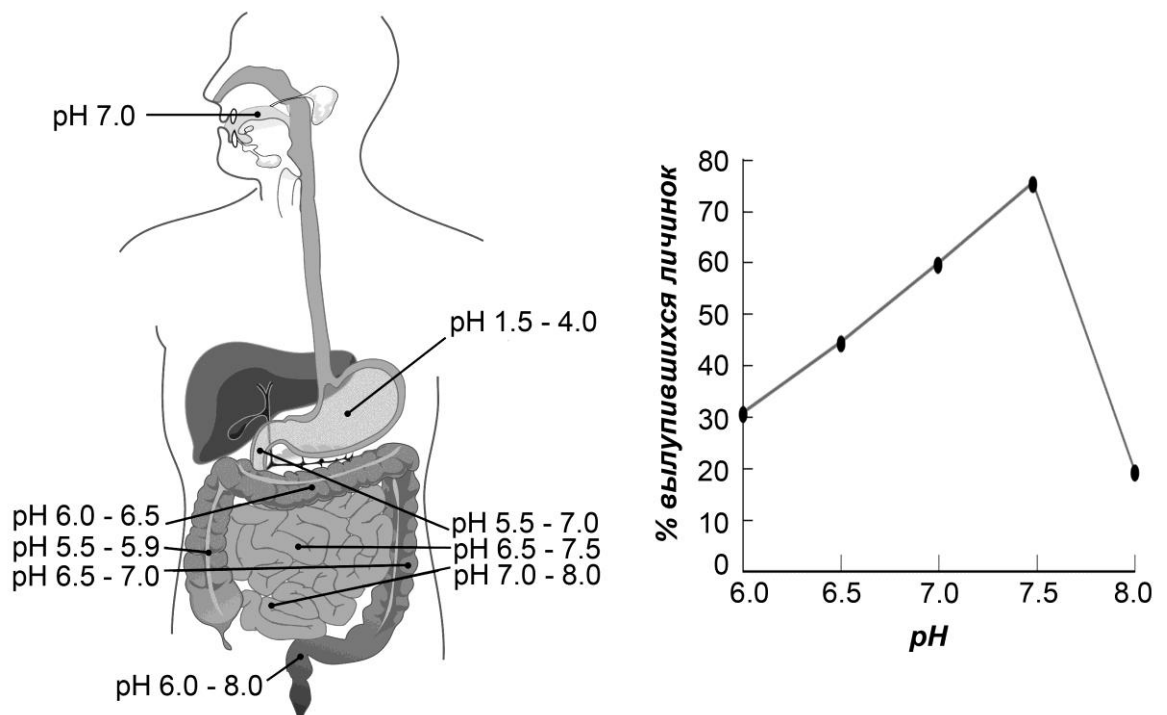 pH 7.0
pH 1.5 - 4.0
pH 6.0 - 6.5
pH 5.5 - 5.9
pH 6.5 - 7.0
pH 5.5 - 7.0
pH 6.5 - 7.5
pH 7.0 - 8.0
pH 6.0 - 8.0
% вылупившихся личинок
80
70
60
50
40
30
20
10
0
6.0 6.5 7.0 7.5 8.0
pH